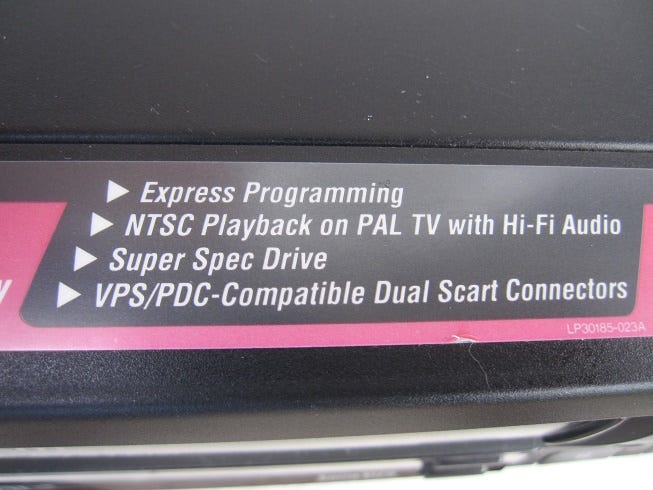 ▶ Express Programming
▶ NTSC Playback on PAL TV with Hi-Fi Audio
▶ Super Spec Drive
▶ VPS/PDC-Compatible Dual Scart Connectors
LP30185-023A